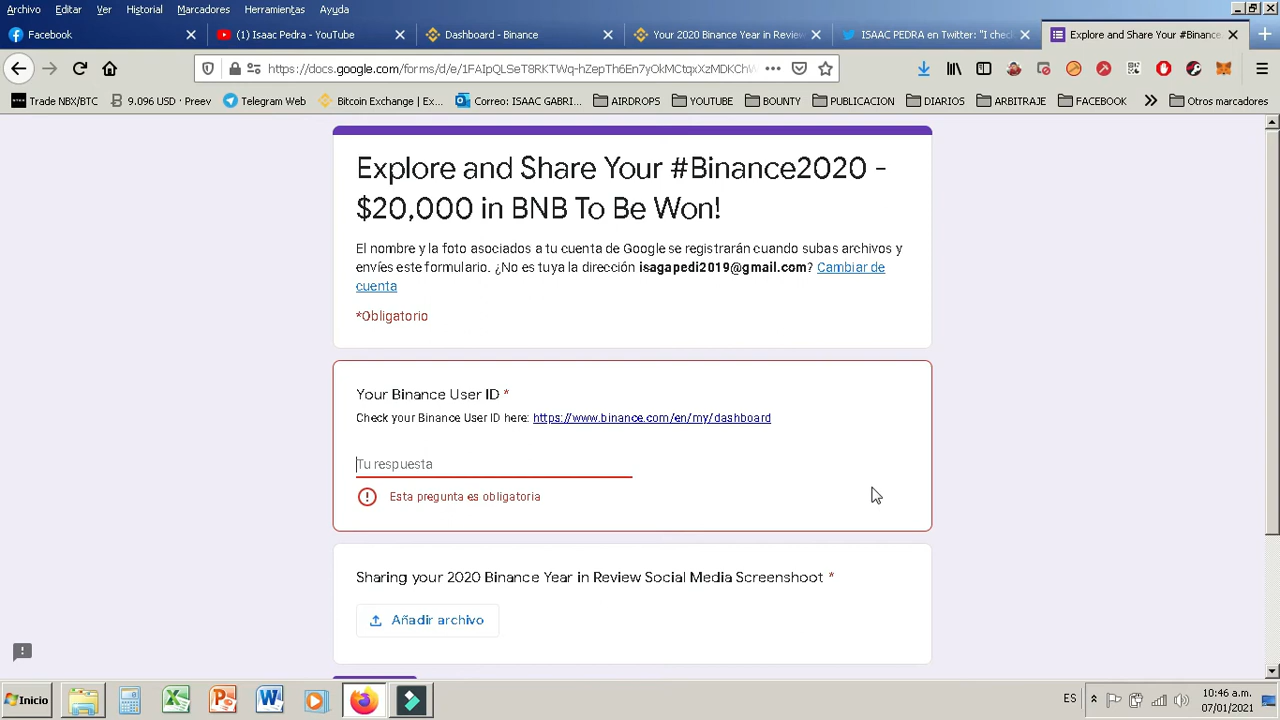 Archivo Editar Ver Historial Marcadores Herramientas Ayuda
Facebook
(1) Isaac Pedra - YouTube
Dashboard - Binance
Your 2020 Binance Year in Review
ISAAC PEDRA en Twitter: "I chec
Explore and Share Your #Binance
https://docs.google.com/forms/d/e/
Trade NBX/BTC
9.096 USD · Preev
Telegram Web
Bitcoin Exchange | Ex...
Correo: ISAAC GABRI...
AIRDROPS
YOUTUBE
BOUNTY
PUBLICACION
DIARIOS
ARBITRAJE
FACEBOOK
Otros marcadores
Explore and Share Your #Binance2020 -
$20,000 in BNB To Be Won!
El nombre y la foto asociados a tu cuenta de Google se registrarán cuando subas archivos y
envíes este formulario. ¿No es tuya la dirección isagapedi2019@gmail.com? Cambiar de
cuenta
*Obligatorio
Your Binance User ID *
Check your Binance User ID here: https://www.binance.com/en/my/dashboard
Tu respuesta
Esta pregunta es obligatoria
Sharing your 2020 Binance Year in Review Social Media Screenshoot *
Añadir archivo
Inicio
ES
10:46 a.m.
07/01/2021